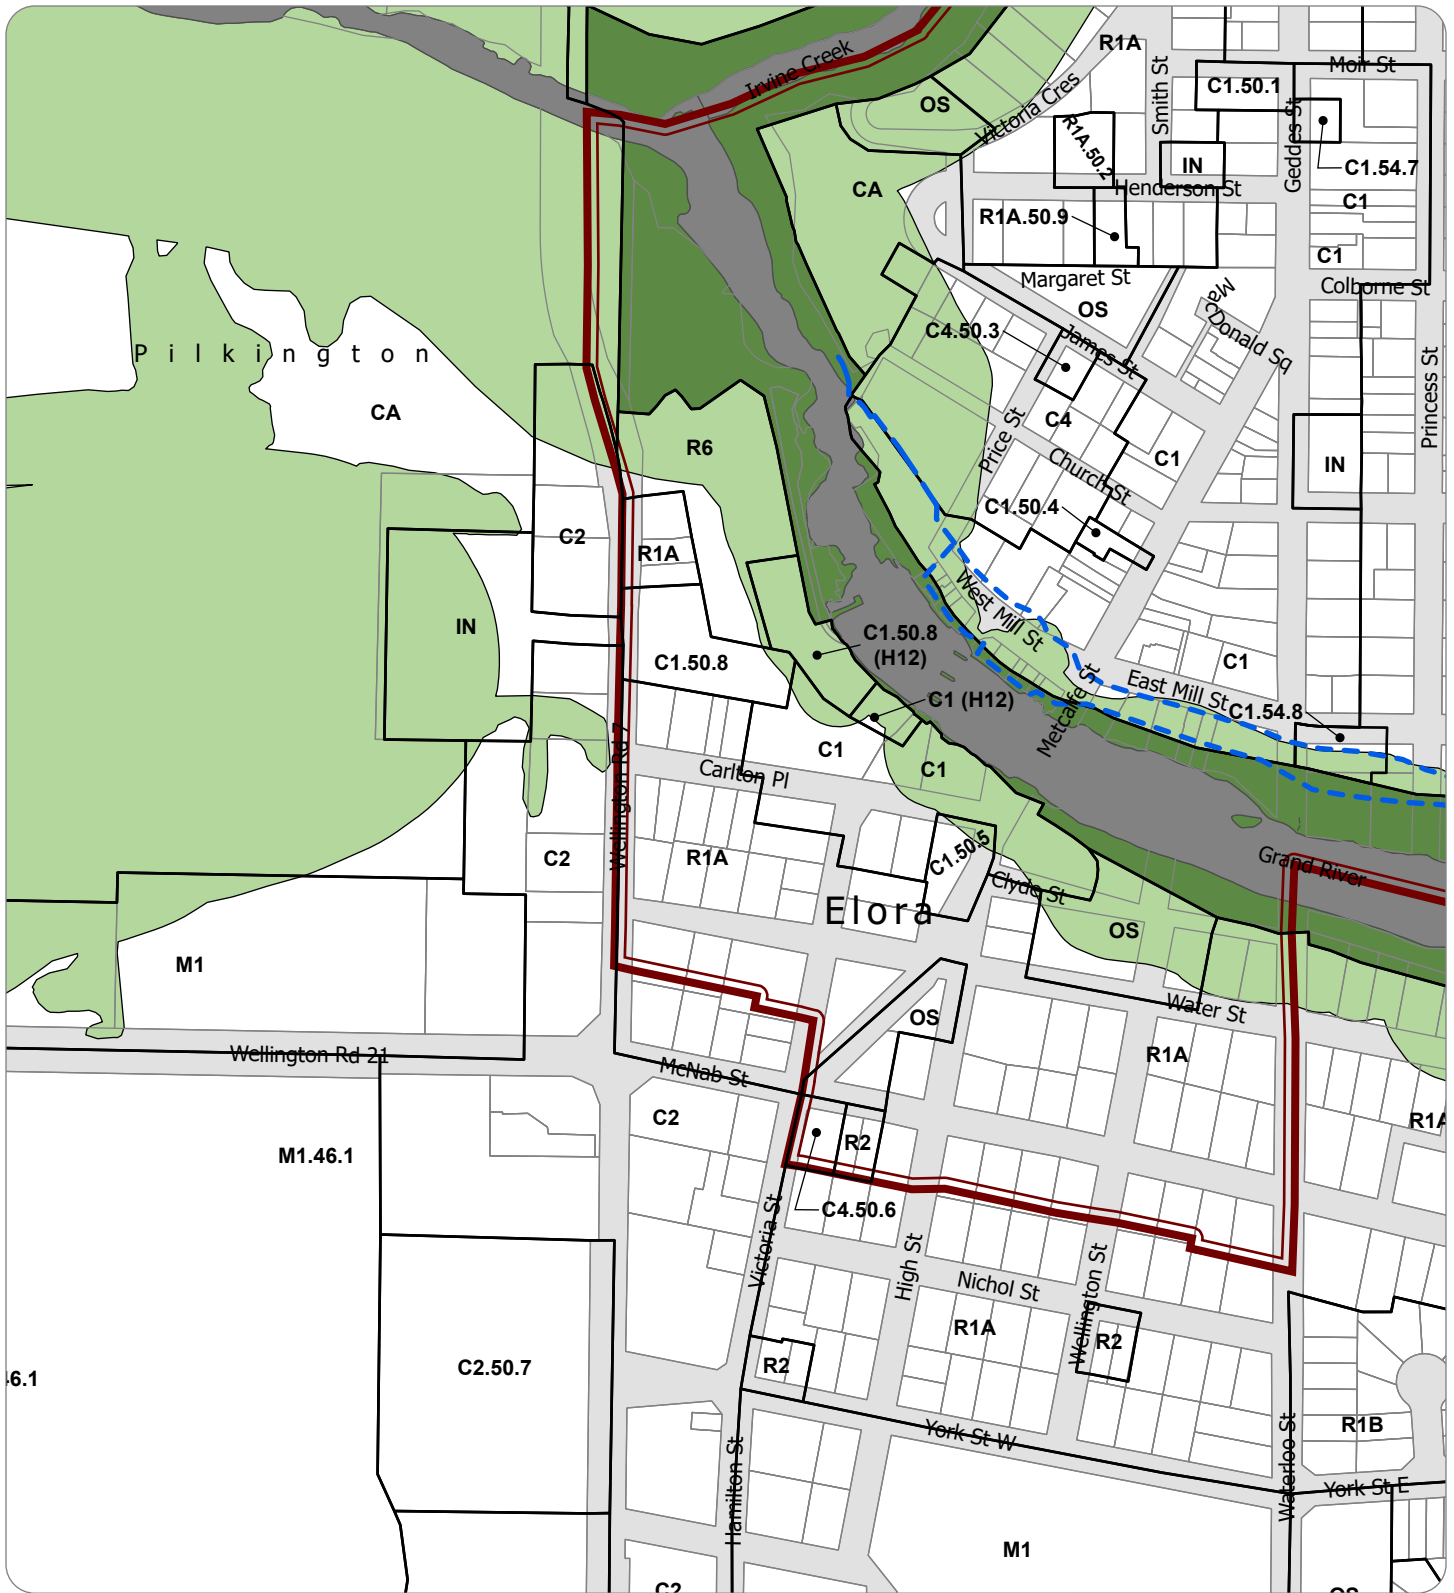 R1A
Smith St
Moir St
C1.50.1
Irvine Creek
OS
Victoria Cres
Geddes St
R1A.50.2
IN
C1.54.7
CA
Henderson St
C1
R1A.50.9
C1
Margaret St
Colborne St
OS
MacDonald Sq
C4.50.3
James St
Pilkington
Princess St
CA
C4
Price St
R6
C1
Church St
IN
C1.50.4
C2
R1A
West Mill St
IN
C1.50.8
(H12)
C1.50.8
C1
East Mill St
C1 (H12)
C1.54.8
Metcalfe St
Wellington Rd 7
C1
C1
Carlton Pl
C2
R1A
C1.50.5
Grand River
Clyde St
Elora
OS
M1
Water St
OS
Wellington Rd 21
R1A
McNab St
C2
R1A
M1.46.1
R2
C4.50.6
Victoria St
High St
Wellington St
Nichol St
R1A
R2
R2
C2.50.7
46.1
R1B
Waterloo St
York St W
Hamilton St
York St E
M1
C2
OS